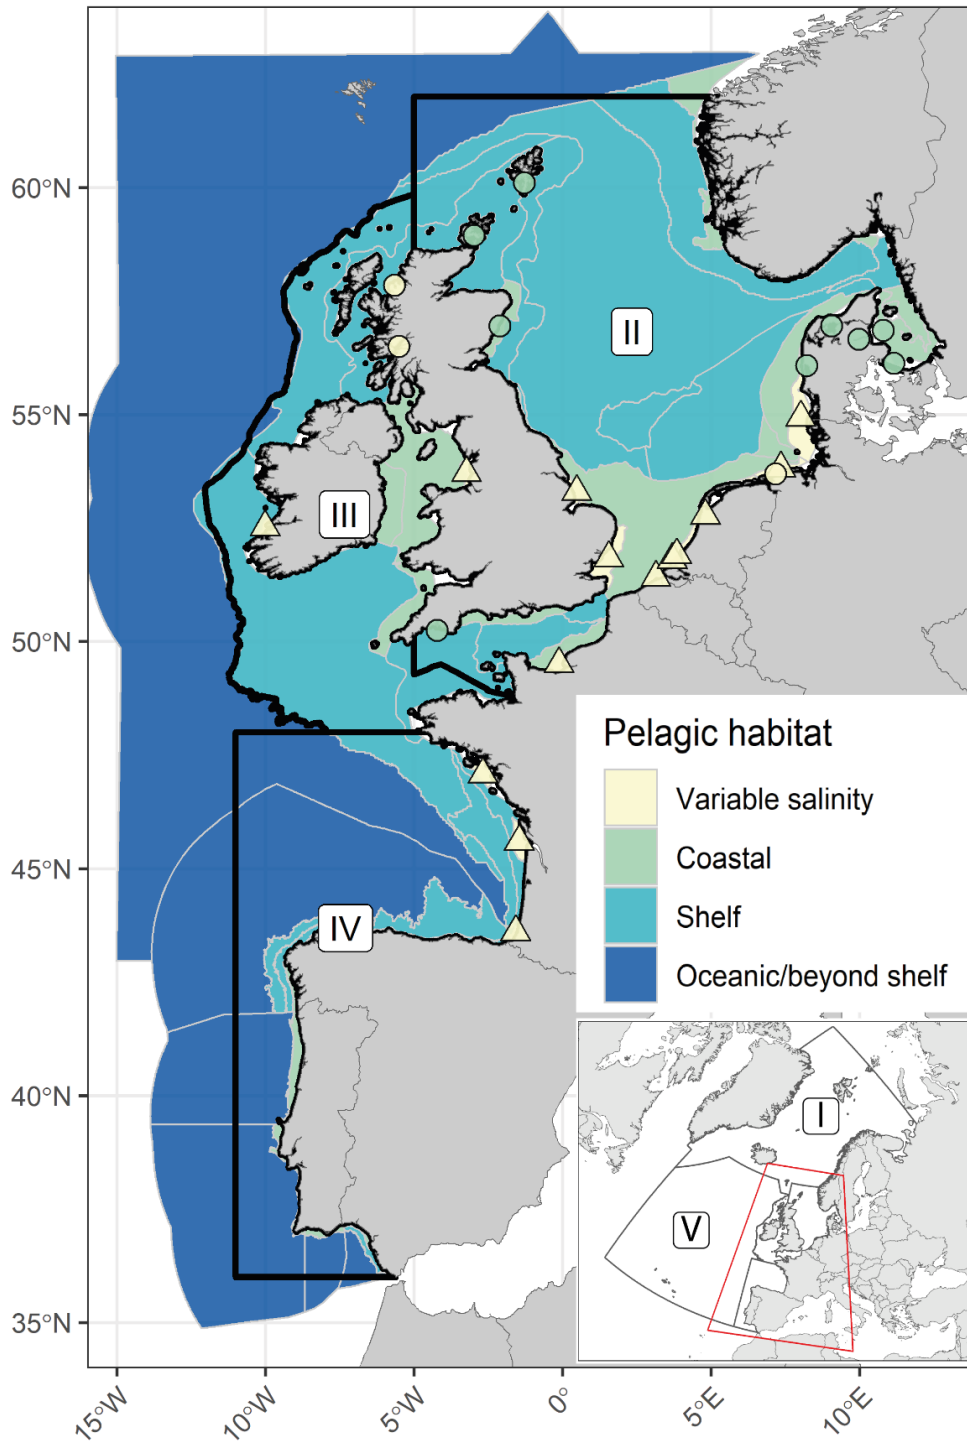 60°N
55°N
50°N
45°N
40°N
35°N
II
III
IV
Pelagic habitat
Variable salinity
Coastal
Shelf
Oceanic/beyond shelf
I
V
15°W
10°W
5°W
0°
5°E
10°E